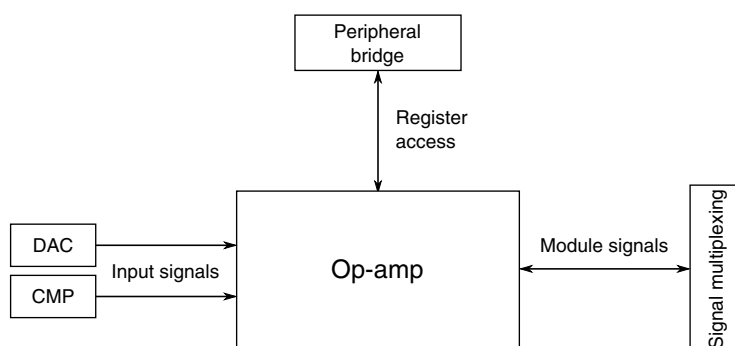 Peripheral
bridge
Register
access
DAC
CMP
Input signals
Op-amp
Module signals
Signal multiplexing